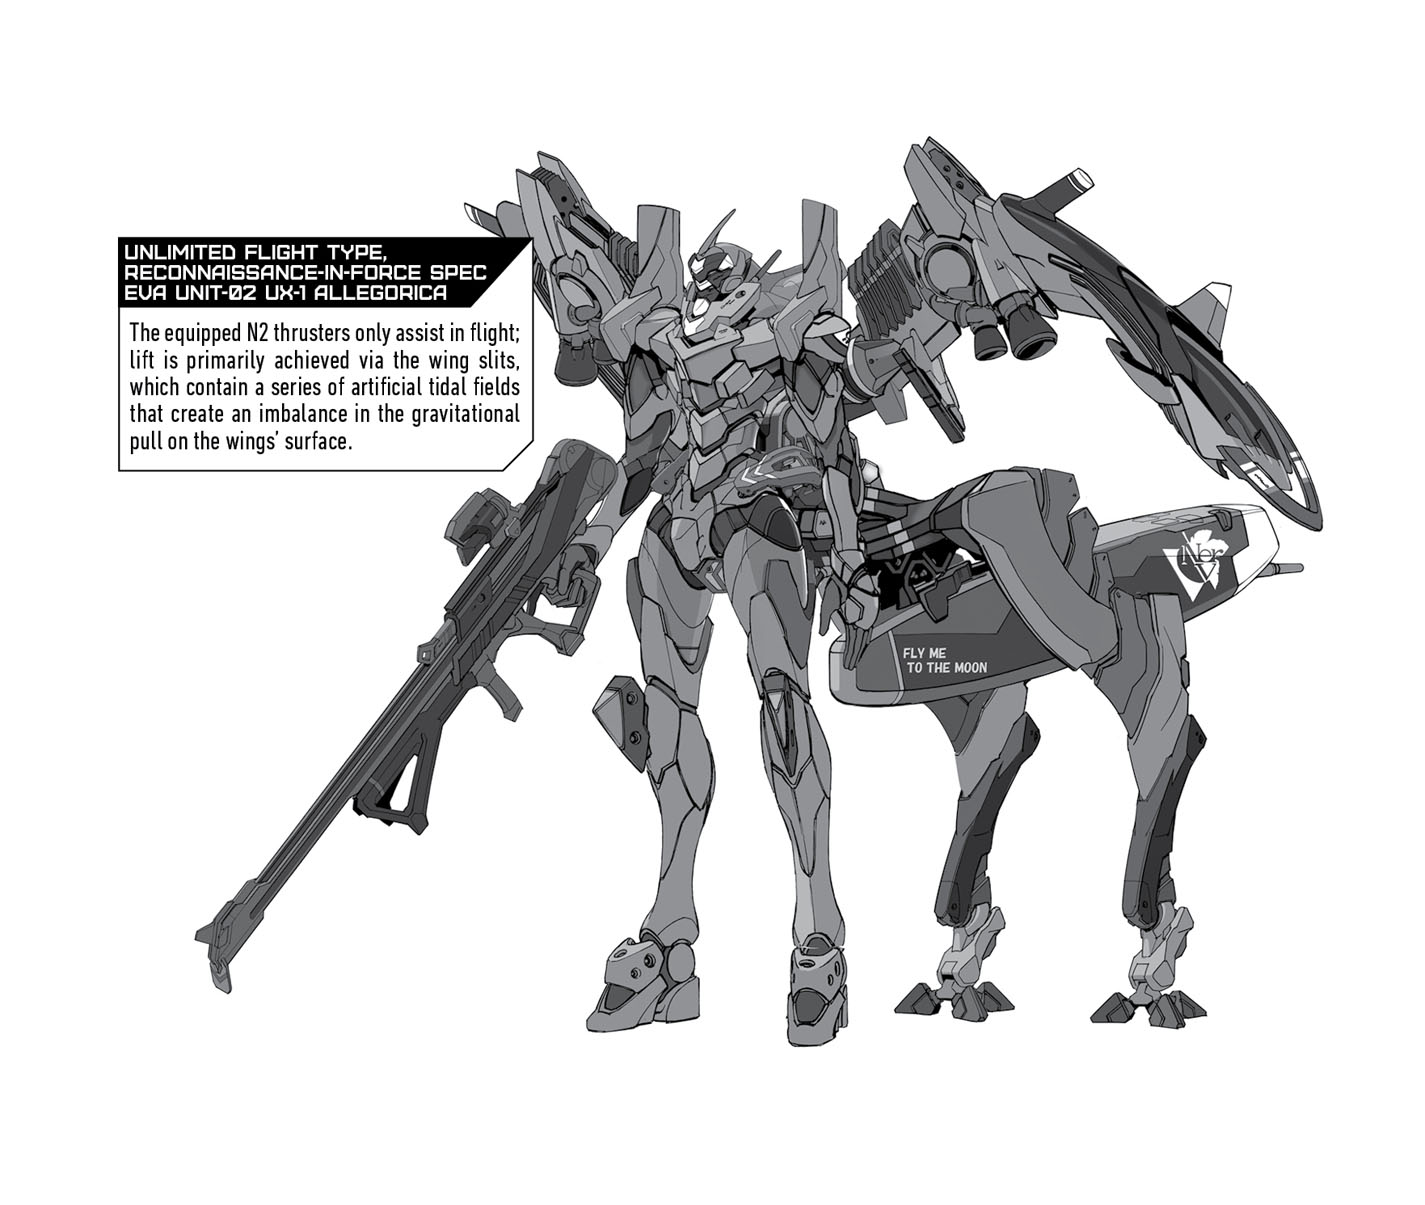 UNLIMITED FLIGHT TYPE,
RECONNAISSANCE-IN-FORCE SPEC
EVA UNIT-02 UX-1 ALLEGORICA
The equipped N2 thrusters only assist in flight;
lift is primarily achieved via the wing slits,
which contain a series of artificial tidal fields
that create an imbalance in the gravitational
pull on the wings' surface.
Nerv
FLY ME
TO THE MOON